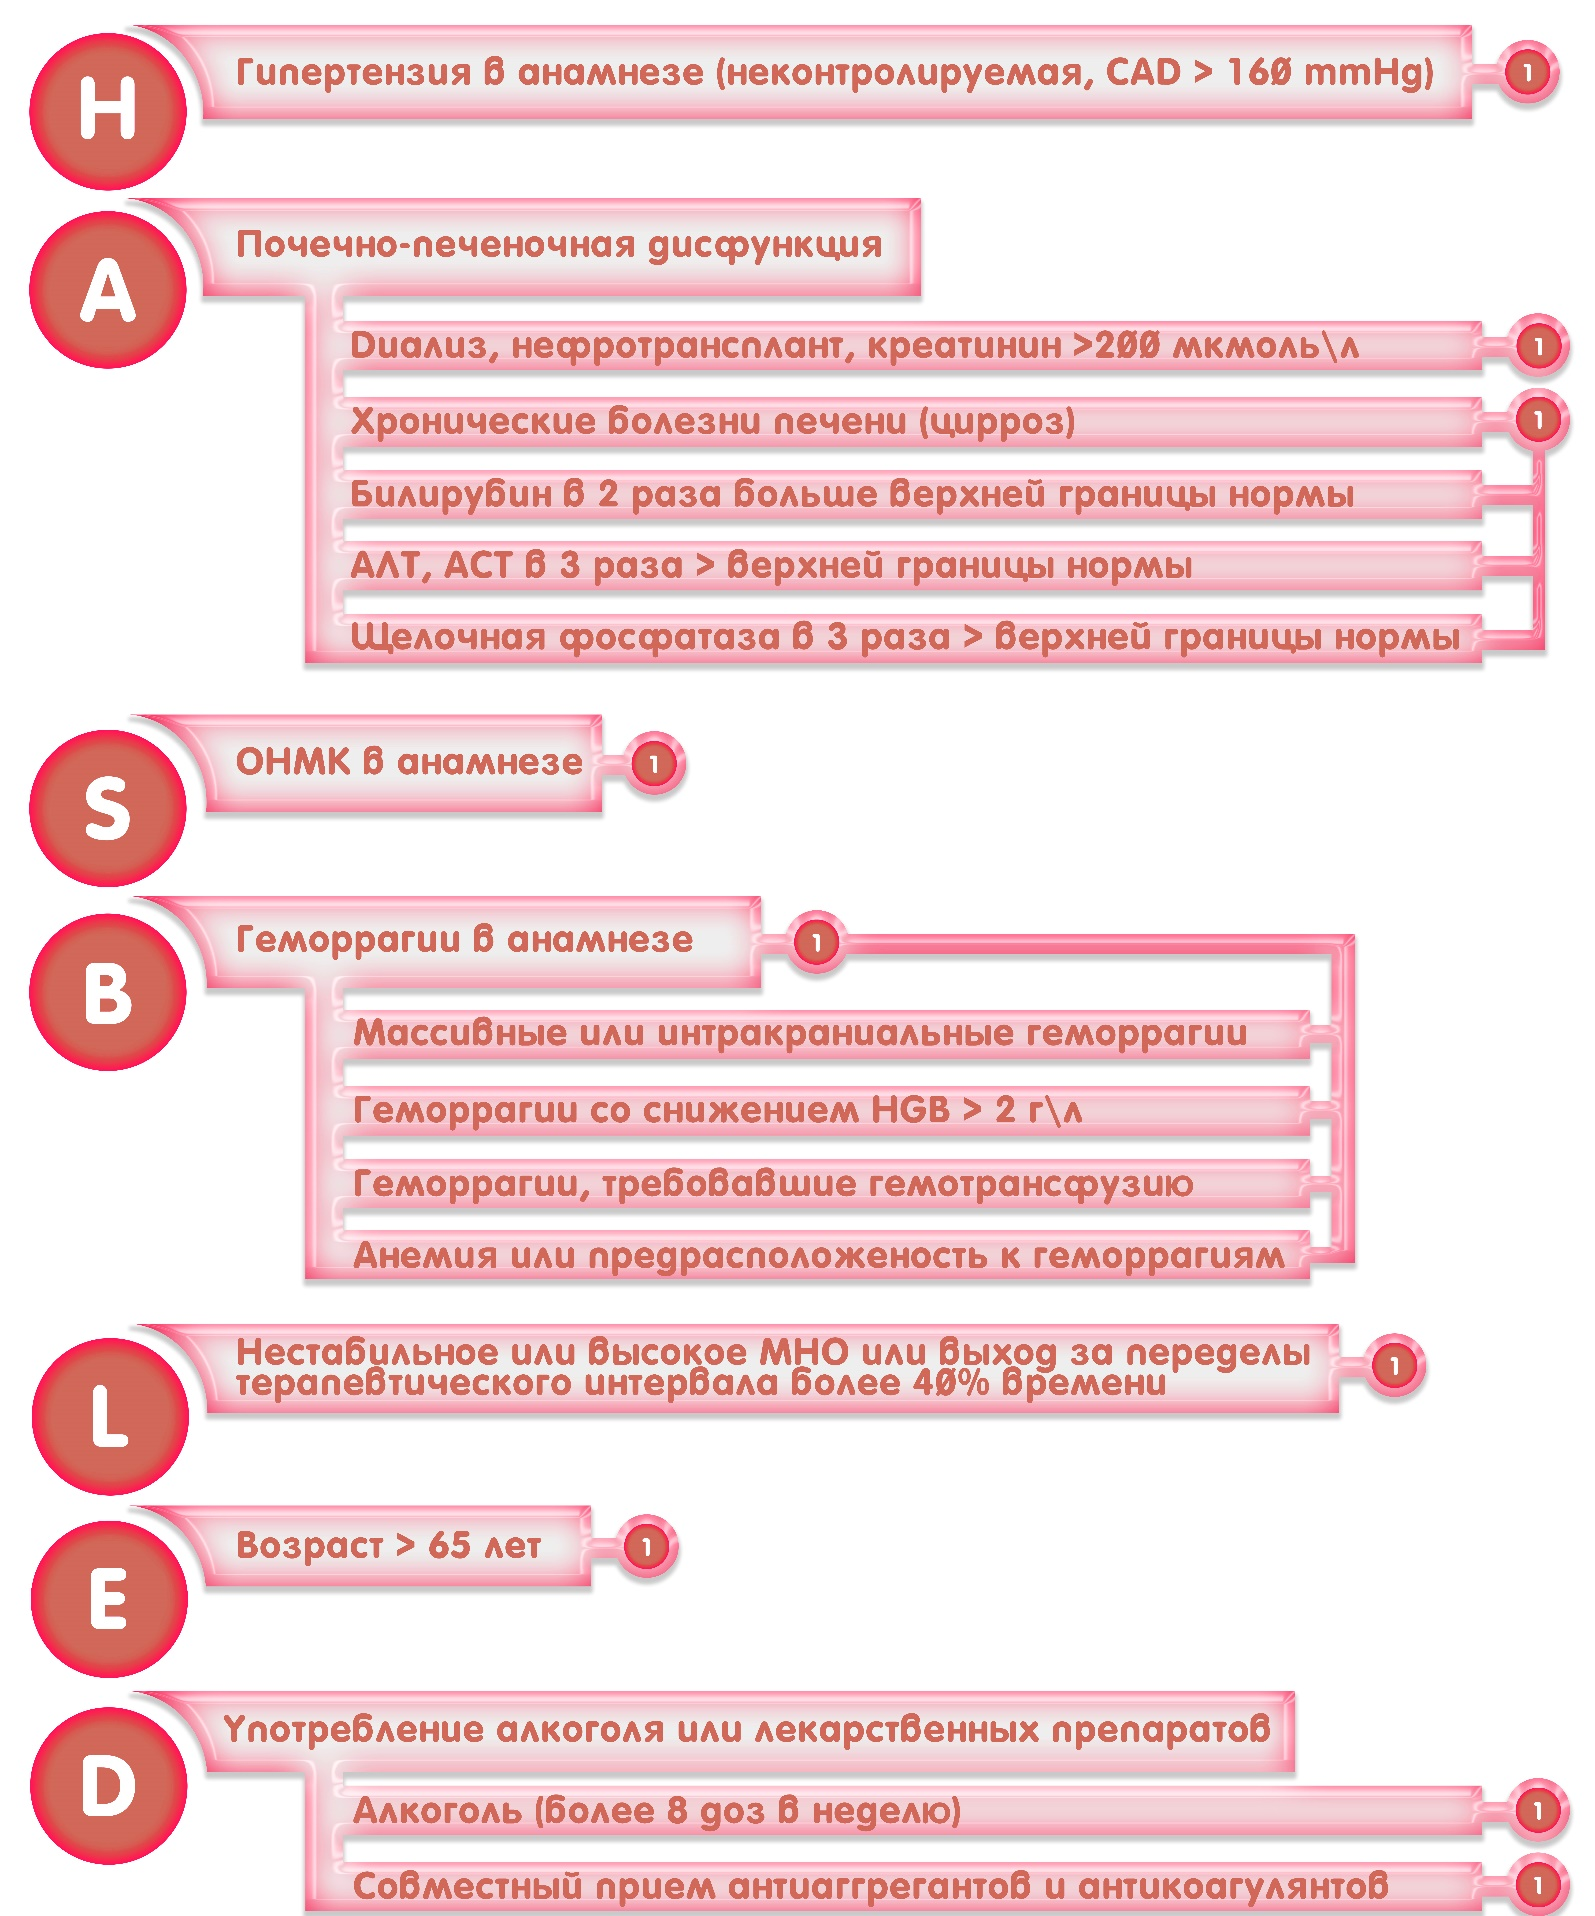 H
Гипертензия в анамнезе (неконтролируемая, CAD > 160 mmHg)
1
A
Почечно-печеночная дисфункция
Dиализ, нефротрансплант, креатинин >200 мкмоль\л
1
Хронические болезни печени (цирроз)
1
Билирубин в 2 раза больше верхней границы нормы
АЛТ, АСТ в 3 раза > верхней границы нормы
Щелочная фосфатаза в 3 раза > верхней границы нормы
S
ОНМК в анамнезе
1
B
Геморрагии в анамнезе
1
Массивные или интракраниальные геморрагии
Геморрагии со снижением HGB > 2 г\л
Геморрагии, требовавшие гемотрансфузию
Анемия или предрасположеность к геморрагиям
L
Нестабильное или высокое МНО или выход за переделы
терапевтического интервала более 40% времени
1
E
Возраст > 65 лет
1
D
Употребление алкоголя или лекарственных препаратов
Алкоголь (более 8 доз в неделю)
1
Совместный прием антиаггрегантов и антикоагулянтов
1